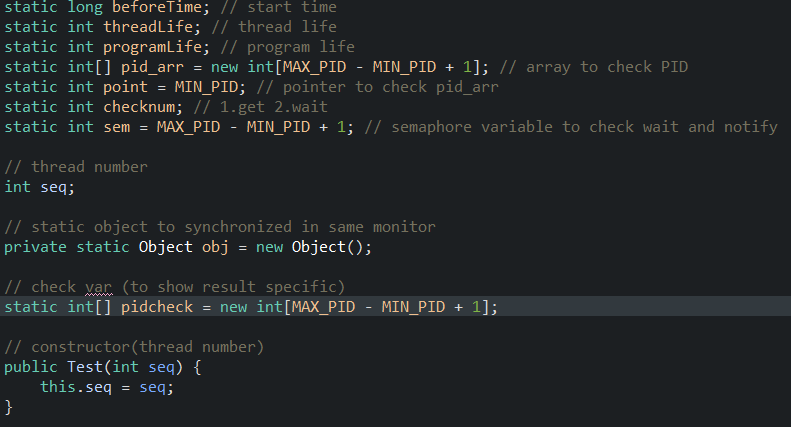 static long beforeTime; // start time
static int threadLife; // thread life
static int programLife; // program life
static int[] pid_arr = new int[MAX_PID - MIN_PID + 1]; // array to check PID
static int point = MIN_PID; // pointer to check pid_arr
static int checknum; // 1.get 2.wait
static int sem = MAX_PID - MIN_PID + 1; // semaphore variable to check wait and notify
// thread number
int seq;
// static object to synchronized in same monitor
private static Object obj = new Object();
// check var (to show result specific)
static int[] pidcheck = new int[MAX_PID - MIN_PID + 1];
// constructor(thread number)
public Test(int seq) {
this.seq = seq;
}